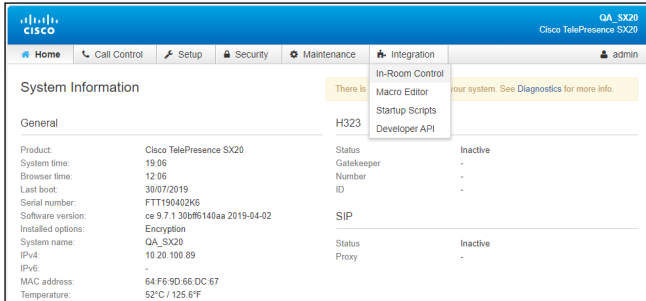 CISCO
QA_SX20
Cisco TelePresence SX20
Home Call Control Setup Security Maintenance Integration admin
In-Room Control
Macro Editor
Startup Scripts
Developer API
System Information
There is your system. See Diagnostics for more info.
General
Product: Cisco TelePresence SX20
System time: 19:06
Browser time: 12:06
Last boot: 30/07/2019
Serial number: FTT190402K6
Software version: ce 9.7.1 30bff6140aa 2019-04-02
Installed options: Encryption
System name: QA_SX20
IPv4: 10.20.100.89
IPv6: -
MAC address: 64:F6:9D:66:DC:67
Temperature: 52°C / 125.6°F
H323
Status Inactive
Gatekeeper -
Number -
ID -
SIP
Status Inactive
Proxy -